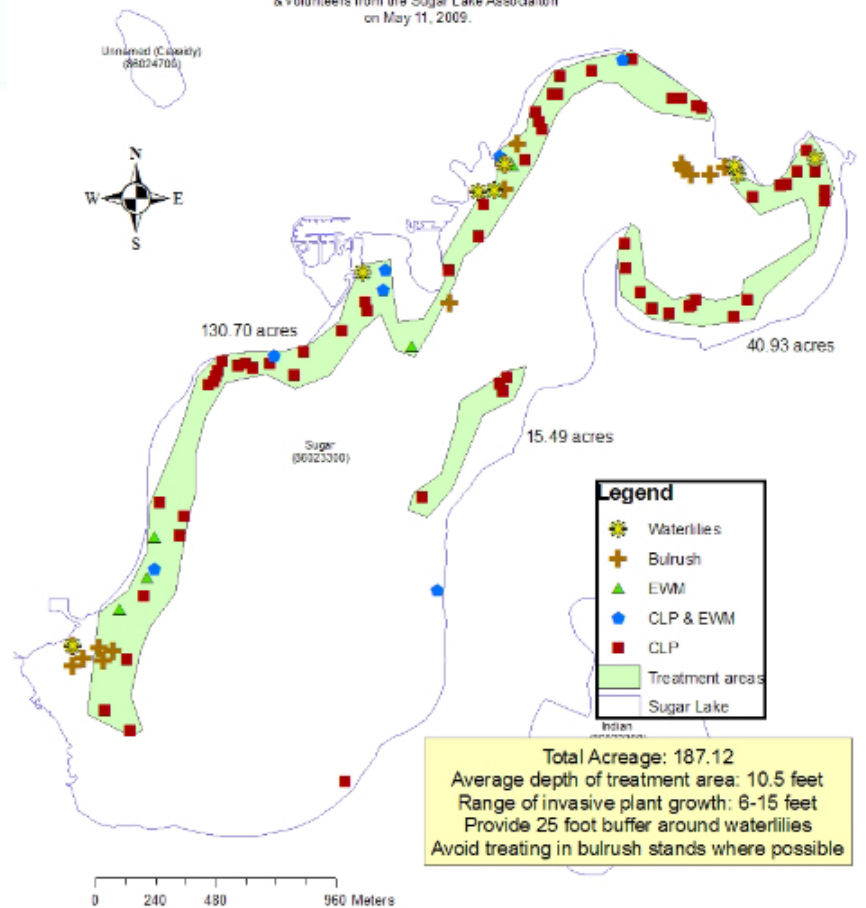 & volunteers from the Sugar Lake Associaiton
on May 11, 2009.
Unnamed (Cassidy)
(86024700)
N
W E
S
130.70 acres
40.93 acres
15.49 acres
Sugar
(86023300)
Legend
Waterlilies
Bulrush
EWM
CLP & EWM
CLP
Treatment areas
Sugar Lake
Indian
Total Acreage: 187.12
Average depth of treatment area: 10.5 feet
Range of invasive plant growth: 6-15 feet
Provide 25 foot buffer around waterlilies
Avoid treating in bulrush stands where possible
0 240 480 960 Meters